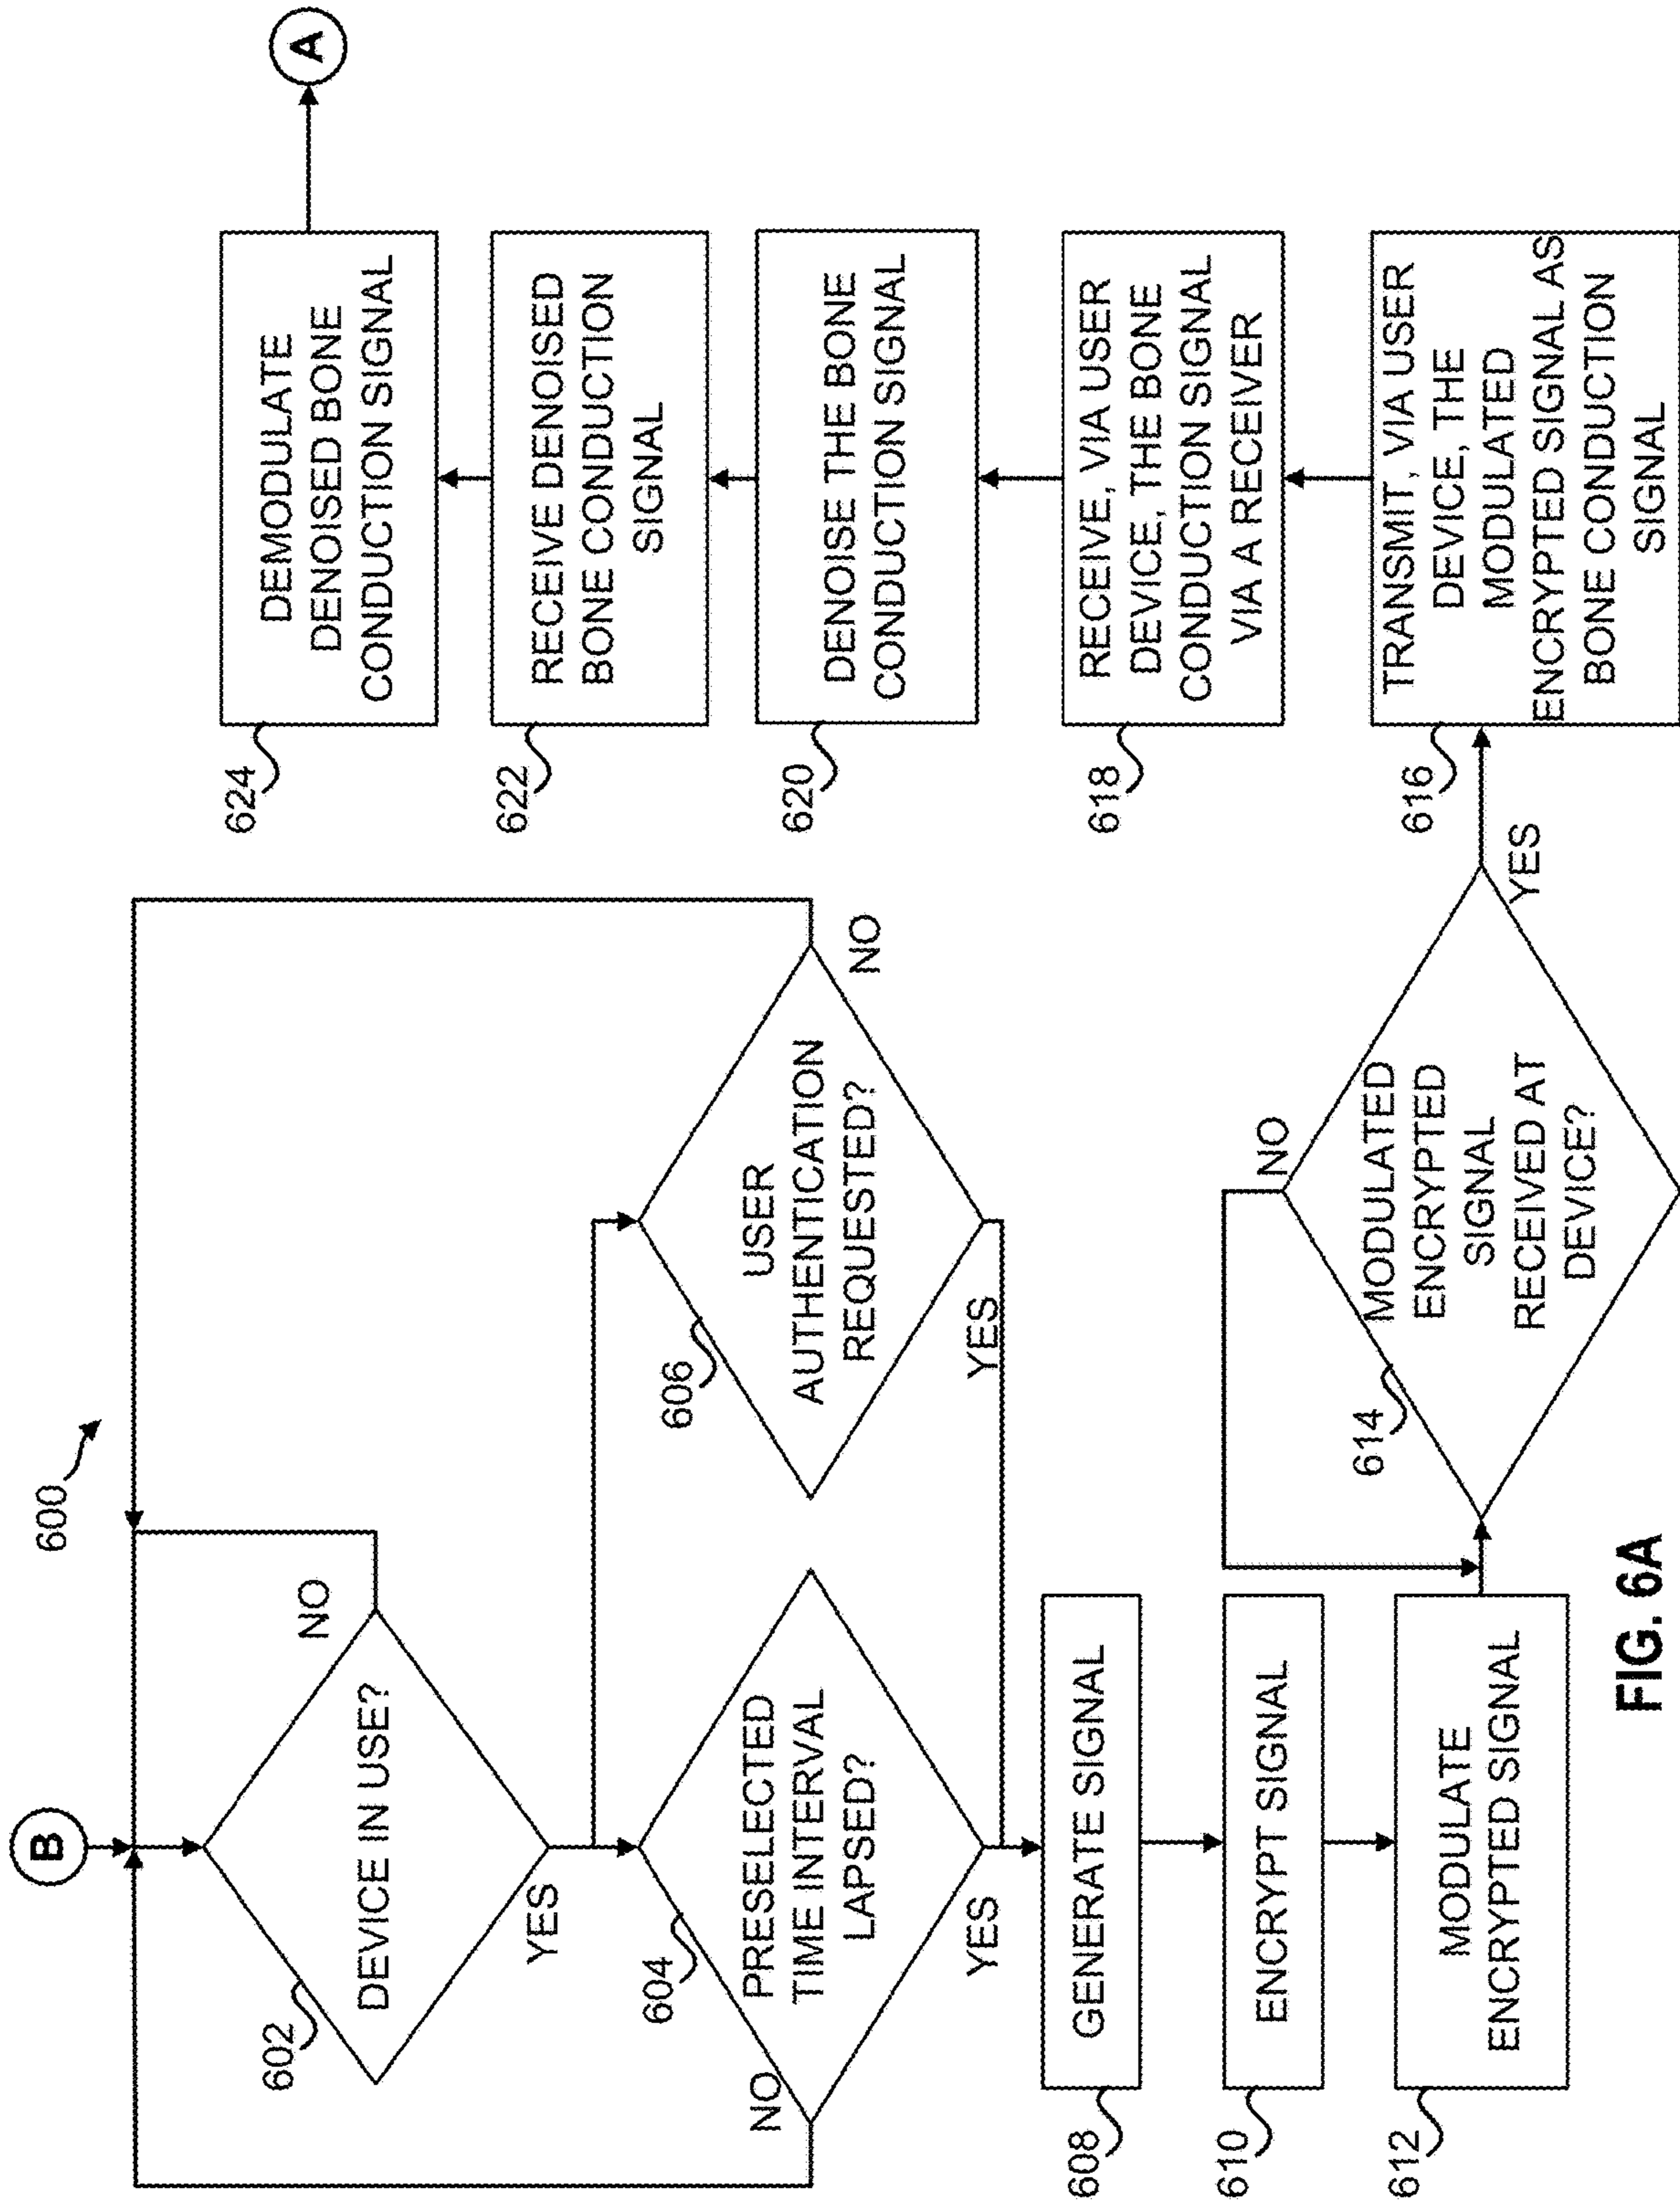 600
B
602
DEVICE IN USE?
NO
YES
604
PRESELECTED
TIME INTERVAL
LAPSED?
NO
YES
606
USER
AUTHENTICATION
REQUESTED?
NO
YES
608
GENERATE SIGNAL
610
ENCRYPT SIGNAL
612
MODULATE
ENCRYPTED SIGNAL
614
MODULATED
ENCRYPTED
SIGNAL
RECEIVED AT
DEVICE?
NO
YES
616
TRANSMIT, VIA USER
DEVICE, THE
MODULATED
ENCRYPTED SIGNAL AS
BONE CONDUCTION
SIGNAL
618
RECEIVE, VIA USER
DEVICE, THE BONE
CONDUCTION SIGNAL
VIA A RECEIVER
620
DENOISE THE BONE
CONDUCTION SIGNAL
622
RECEIVE DENOISED
BONE CONDUCTION
SIGNAL
624
DEMODULATE
DENOISED BONE
CONDUCTION SIGNAL
A
FIG. 6A